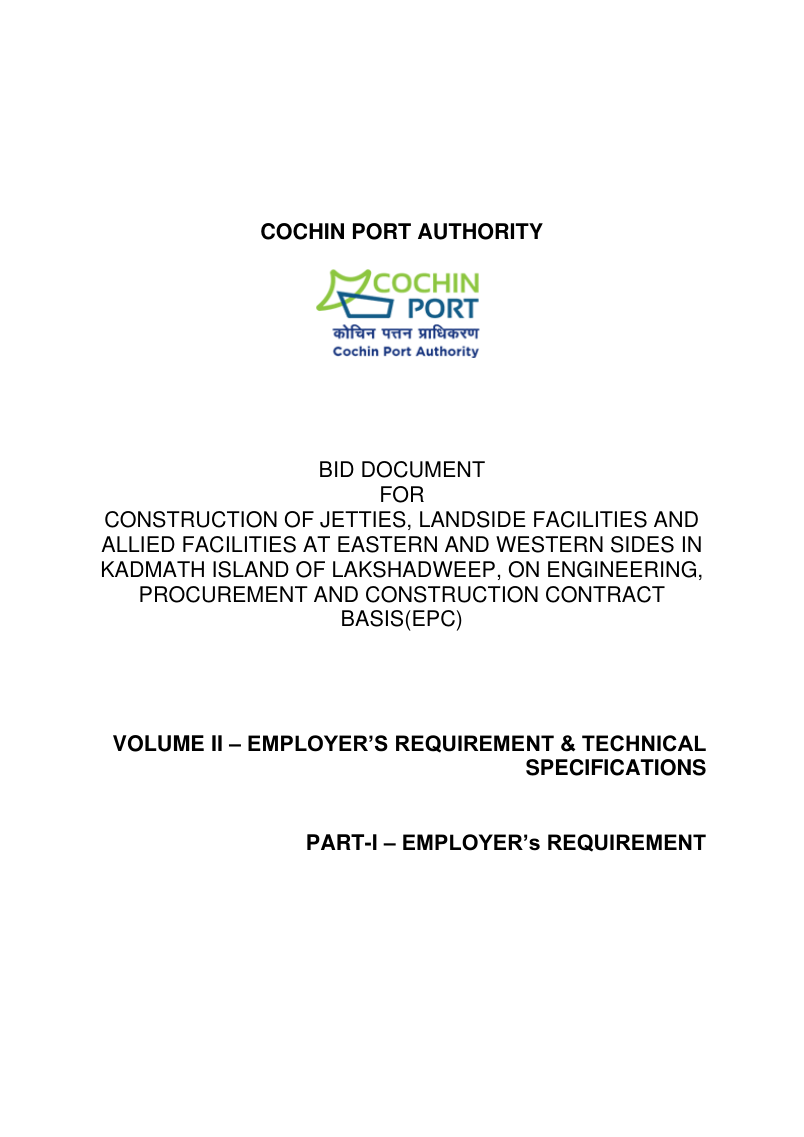 COCHIN PORT AUTHORITY
COCHIN
PORT
कोचिन पत्तन प्राधिकरण
Cochin Port Authority
BID DOCUMENT
FOR
CONSTRUCTION OF JETTIES, LANDSIDE FACILITIES AND
ALLIED FACILITIES AT EASTERN AND WESTERN SIDES IN
KADMATH ISLAND OF LAKSHADWEEP, ON ENGINEERING,
PROCUREMENT AND CONSTRUCTION CONTRACT
BASIS(EPC)
VOLUME II – EMPLOYER’S REQUIREMENT & TECHNICAL
SPECIFICATIONS
PART-I – EMPLOYER’s REQUIREMENT